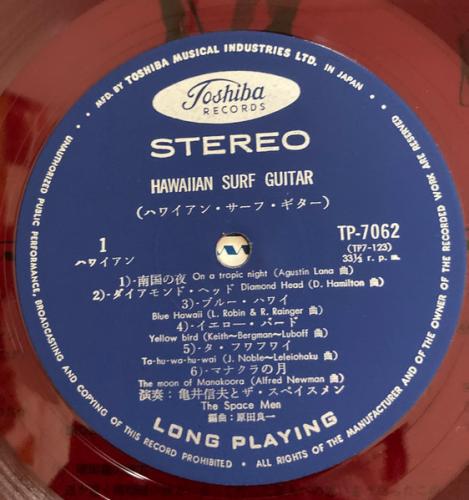 MFD. BY TOSHIBA MUSICAL INDUSTRIES LTD. IN JAPAN
Toshiba
RECORDS
STEREO
HAWAIIAN SURF GUITAR
(ハワイアン・サーフ・ギター)
1
ハワイアン
TP-7062
(TP7-123)
33⅓ r. p. m.
1)-南国の夜 On a tropic night (Agustin Lana 曲)
2)-ダイアモンド・ヘッド Diamond Head (D. Hamilton 曲)
3)-ブルー・ハワイ
Blue Hawaii (L. Robin & R. Rainger 曲)
4)-イエロー・バード
Yellow bird (Keith-Bergman-Luboff 曲)
5)-タ・フワフワイ
Ta-hu-wa-hu-wai (J. Noble-Leleiohaku 曲)
6)-マナクラの月
The moon of Manakoora (Alfred Newman 曲)
演奏: 亀井信夫とザ・スペイスメン
The Space Men
編曲: 原田良一
LONG PLAYING
UNAUTHORIZED PUBLIC PERFORMANCE, BROADCASTING AND COPYING OF THIS RECORD PROHIBITED • ALL RIGHTS OF THE MANUFACTURER AND OF THE OWNER OF THE RECORDED WORK ARE RESERVED